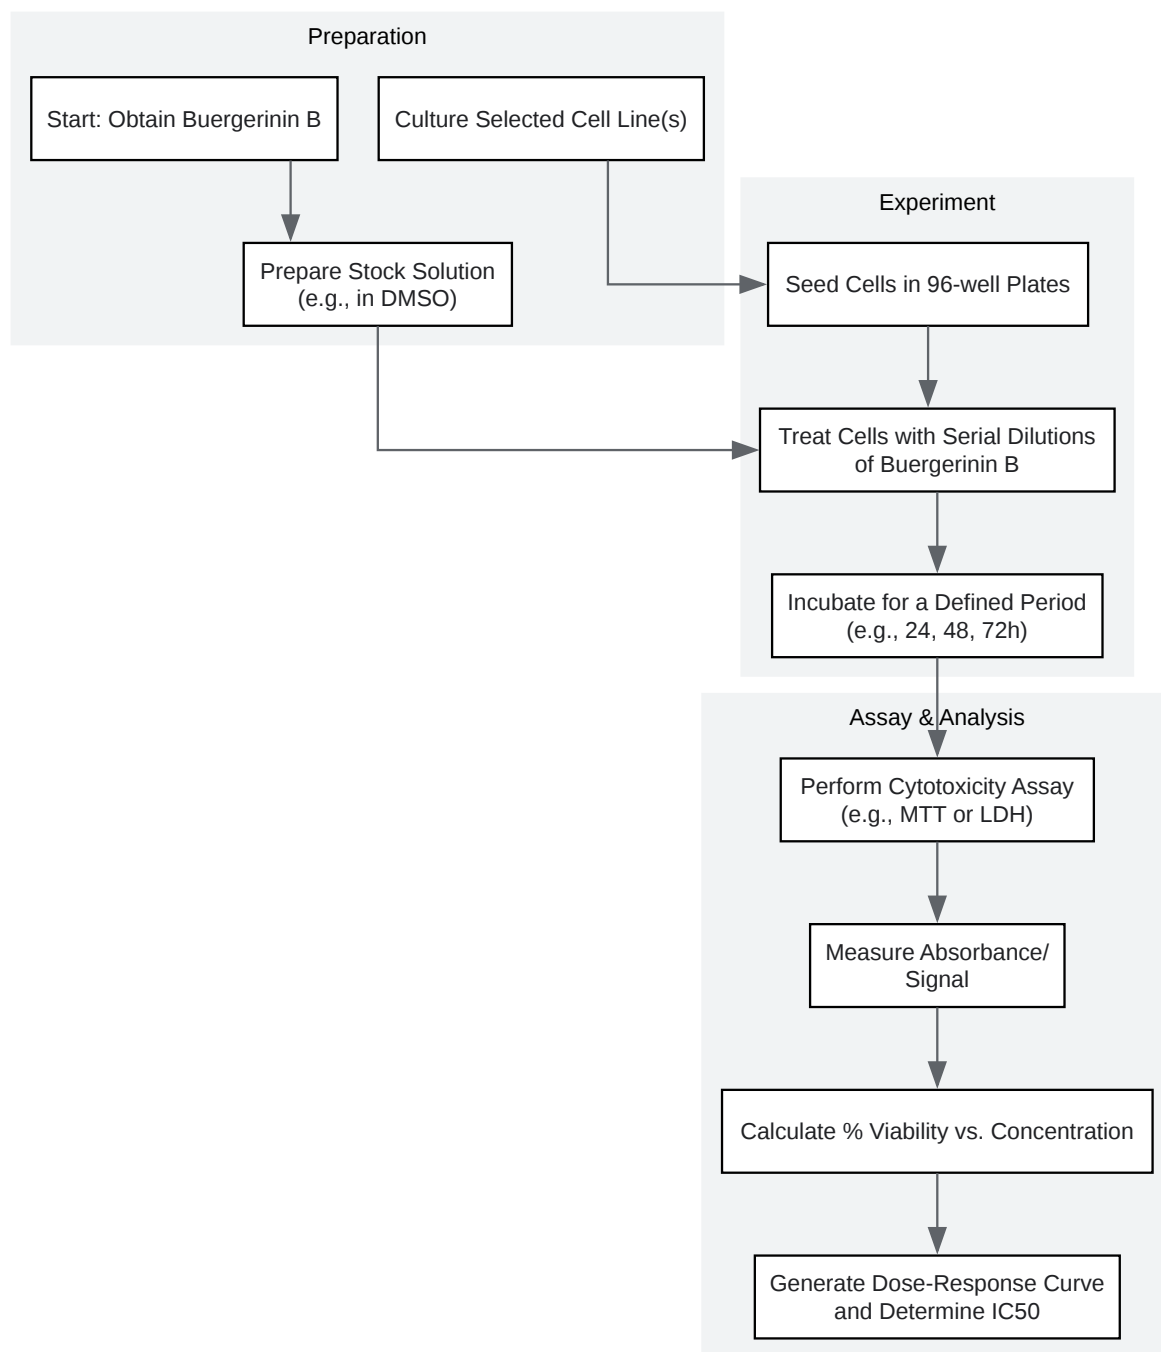 Preparation
Start: Obtain Buergerinin B
Culture Selected Cell Line(s)
Prepare Stock Solution
(e.g., in DMSO)
Experiment
Seed Cells in 96-well Plates
Treat Cells with Serial Dilutions
of Buergerinin B
Incubate for a Defined Period
(e.g., 24, 48, 72h)
Assay & Analysis
Perform Cytotoxicity Assay
(e.g., MTT or LDH)
Measure Absorbance/
Signal
Calculate % Viability vs. Concentration
Generate Dose-Response Curve
and Determine IC50